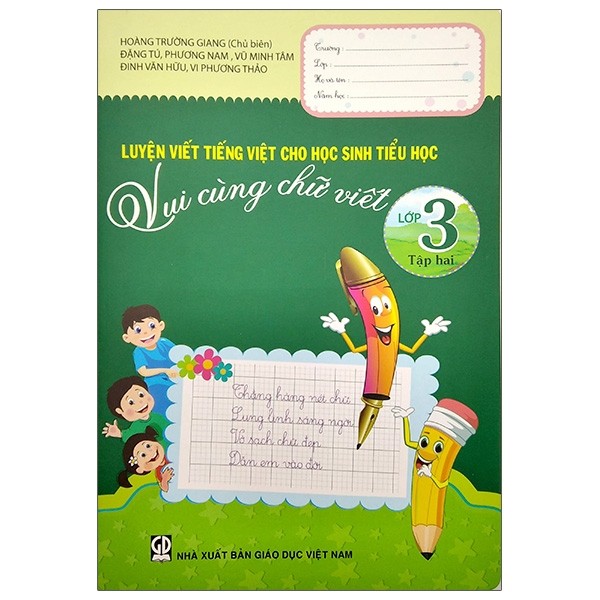 HOÀNG TRƯỜNG GIANG (Chủ biên)
ĐẶNG TÚ, PHƯƠNG NAM , VŨ MINH TÂM
ĐINH VĂN HỮU, VI PHƯƠNG THẢO
Trường :
Lớp :
Họ và tên :
Năm học :
LUYỆN VIẾT TIẾNG VIỆT CHO HỌC SINH TIỂU HỌC
Vui cùng chữ viết
LỚP 3
Tập hai
Thẳng hàng nét chữ
Lung linh sáng ngời
Vở sạch chữ đẹp
Dẫn em vào đời
GD
NHÀ XUẤT BẢN GIÁO DỤC VIỆT NAM